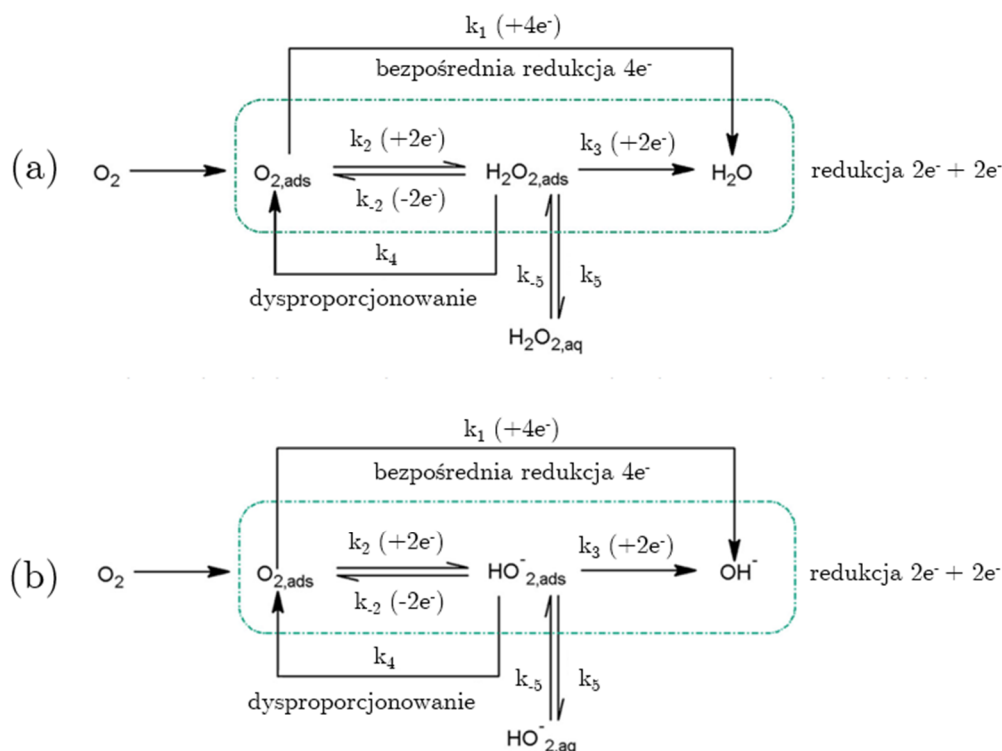 k₁ (+4e⁻)
bezpośrednia redukcja 4e⁻
(a) O₂ O₂,ads k₂ (+2e⁻) k₋₂ (-2e⁻) H₂O₂,ads k₃ (+2e⁻) H₂O redukcja 2e⁻ + 2e⁻
k₄
dysproporcjonowanie
k₋₅ k₅
H₂O₂,aq
k₁ (+4e⁻)
bezpośrednia redukcja 4e⁻
(b) O₂ O₂,ads k₂ (+2e⁻) k₋₂ (-2e⁻) HO⁻₂,ads k₃ (+2e⁻) OH⁻ redukcja 2e⁻ + 2e⁻
k₄
dysproporcjonowanie
k₋₅ k₅
HO⁻₂,aq